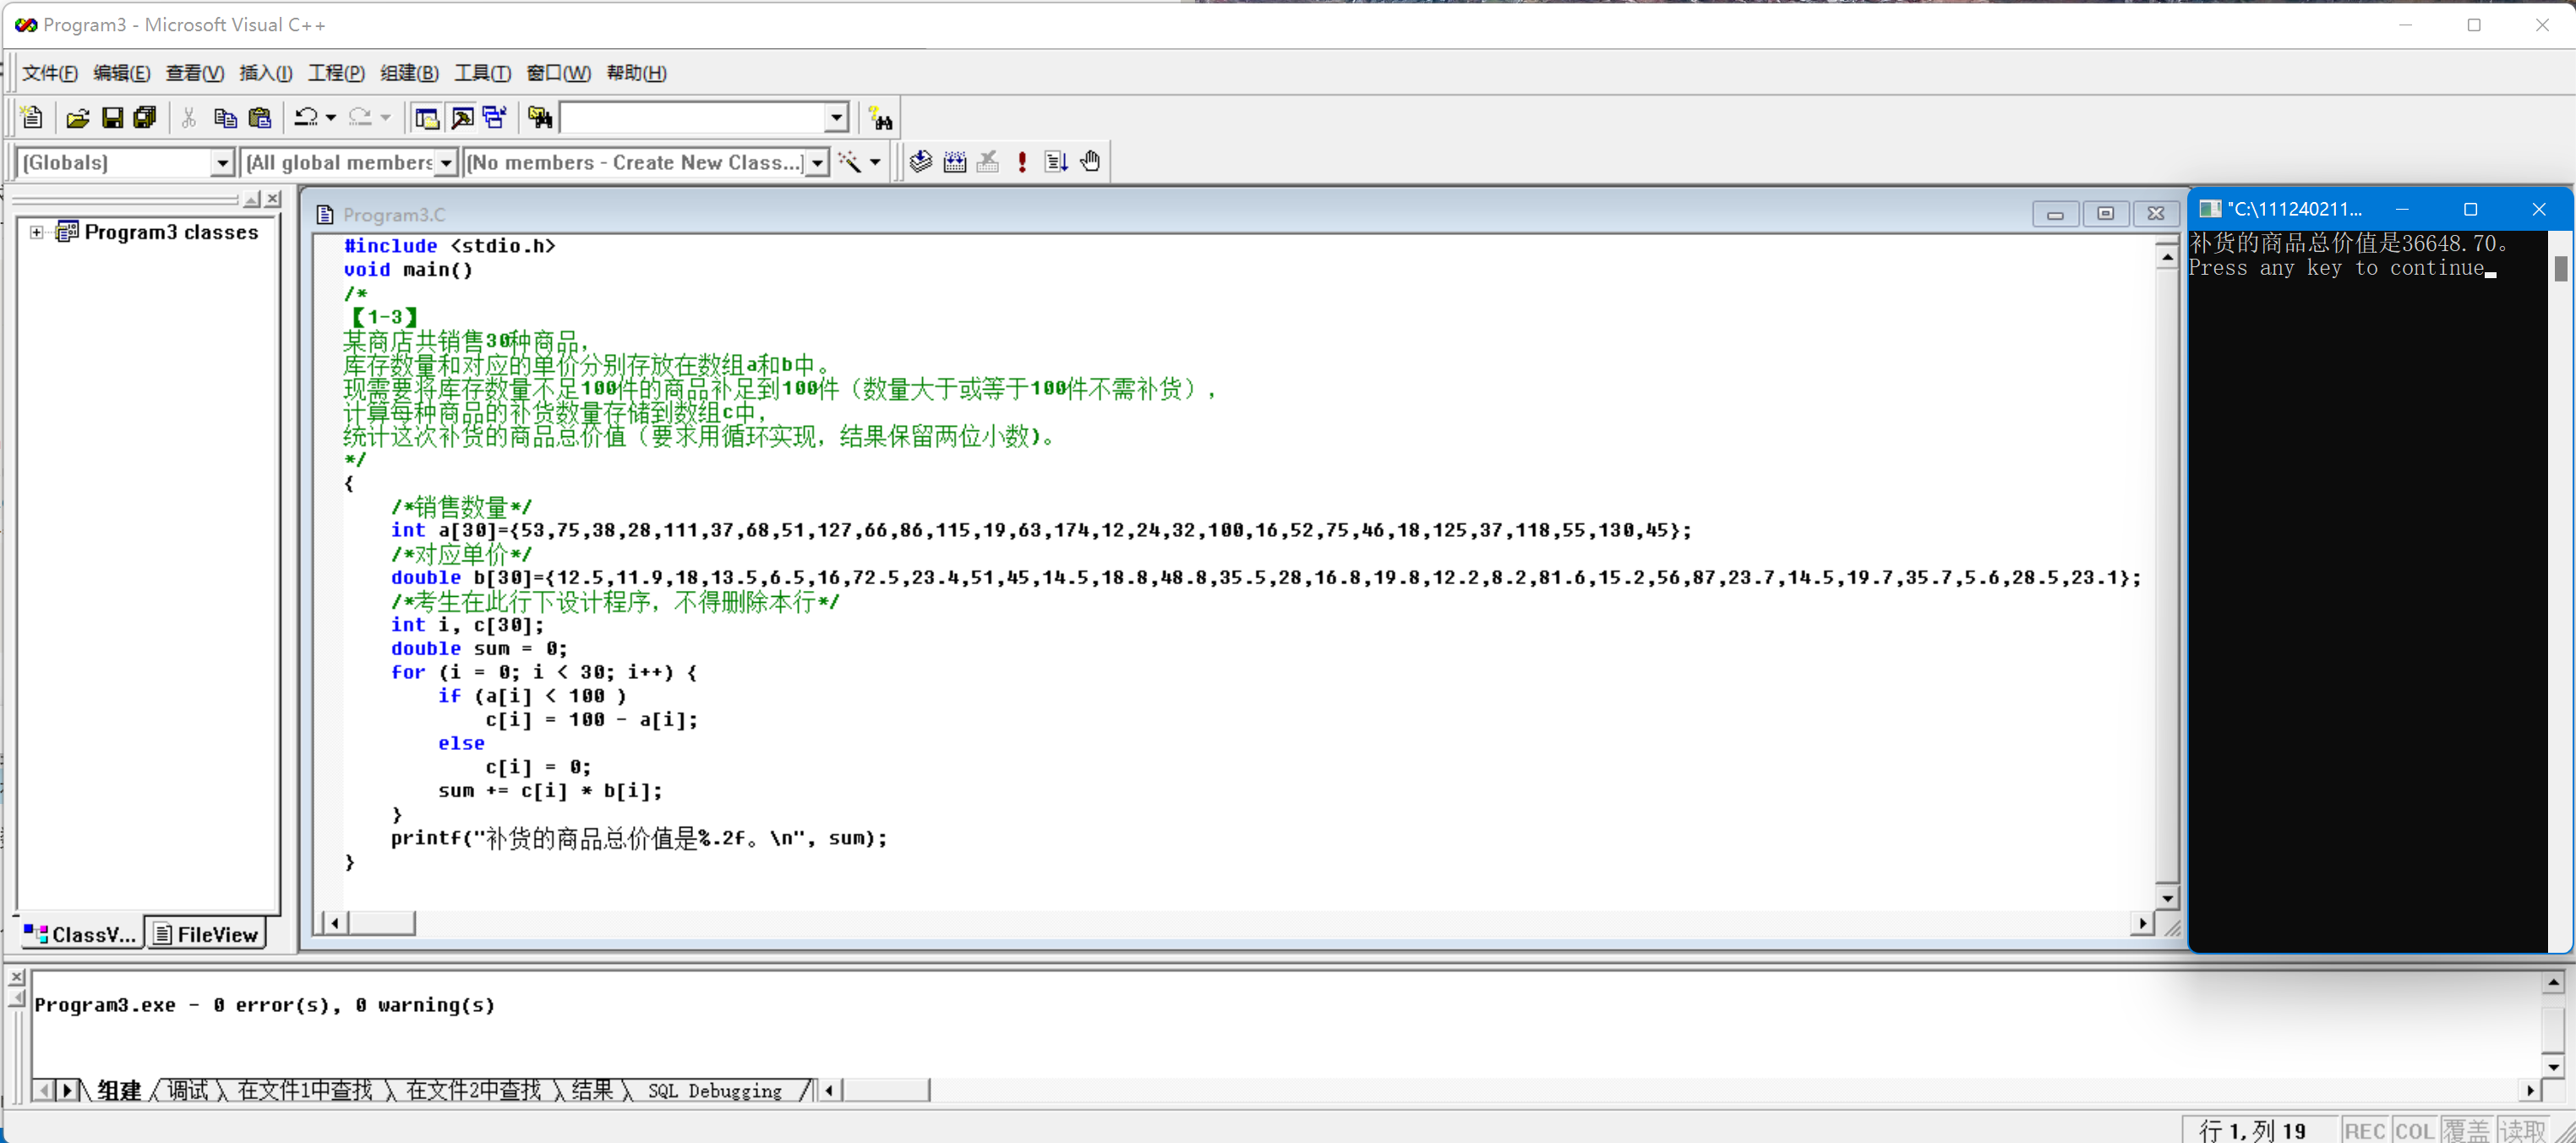 Program3 - Microsoft Visual C++
文件(F) 编辑(E) 查看(V) 插入(I) 工程(P) 组建(B) 工具(T) 窗口(W) 帮助(H)
(Globals) (All global members (No members - Create New Class...)
Program3 classes
ClassV... FileView
Program3.C
#include <stdio.h>
void main()
/*
【1-3】
某商店共销售30种商品，
库存数量和对应的单价分别存放在数组a和b中。
现需要将库存数量不足100件的商品补足到100件（数量大于或等于100件不需补货），
计算每种商品的补货数量存储到数组c中，
统计这次补货的商品总价值（要求用循环实现，结果保留两位小数)。
*/
{
/*销售数量*/
int a[30]={53,75,38,28,111,37,68,51,127,66,86,115,19,63,174,12,24,32,100,16,52,75,46,18,125,37,118,55,130,45};
/*对应单价*/
double b[30]={12.5,11.9,18,13.5,6.5,16,72.5,23.4,51,45,14.5,18.8,48.8,35.5,28,16.8,19.8,12.2,8.2,81.6,15.2,56,87,23.7,14.5,19.7,35.7,5.6,28.5,23.1};
/*考生在此行下设计程序，不得删除本行*/
int i, c[30];
double sum = 0;
for (i = 0; i < 30; i++) {
if (a[i] < 100 )
c[i] = 100 - a[i];
else
c[i] = 0;
sum += c[i] * b[i];
}
printf("补货的商品总价值是%.2f。\n", sum);
}
"C:\111240211...
补货的商品总价值是36648.70。
Press any key to continue
Program3.exe - 0 error(s), 0 warning(s)
组建 调试 在文件1中查找 在文件2中查找 结果 SQL Debugging
行 1, 列 19 REC COL 覆盖 读取